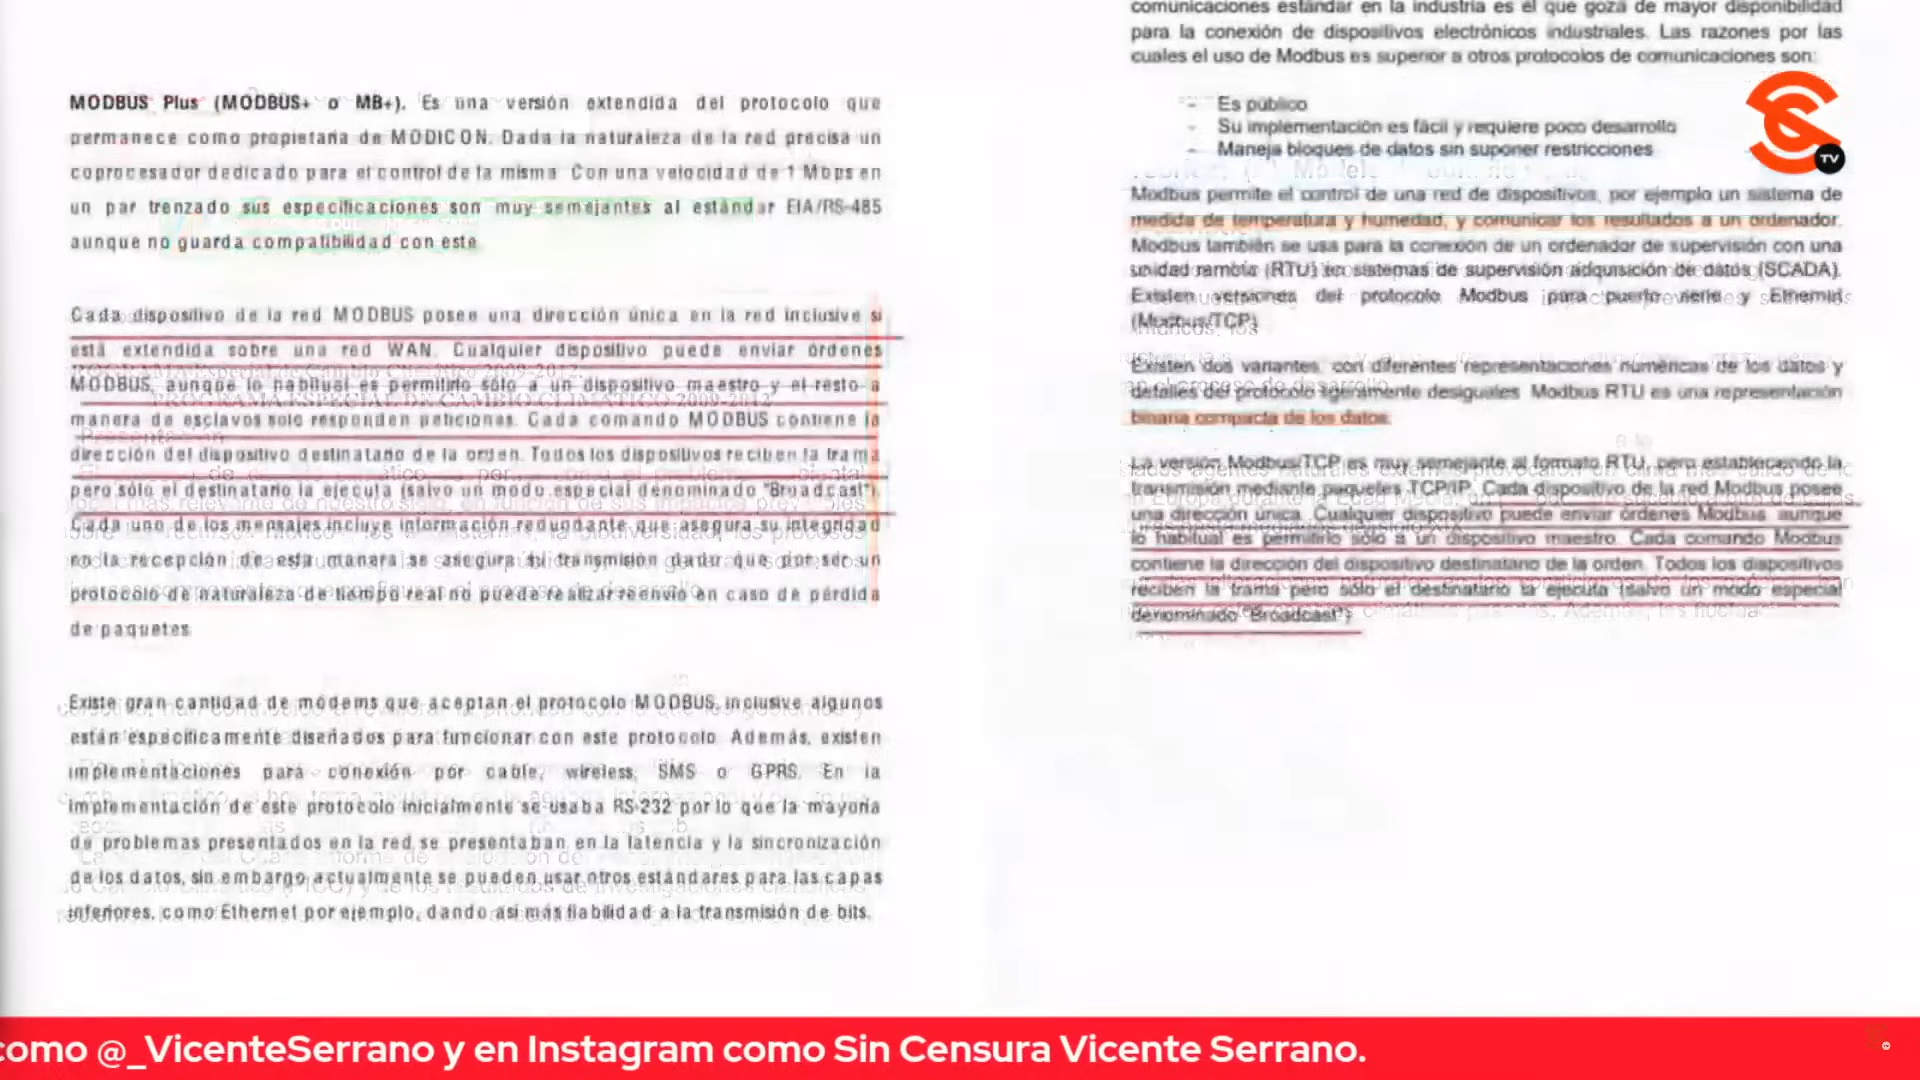 MODBUS Plus (MODBUS+ o MB+). Es una versión extendida del protocolo que
permanece como propietaria de MODICON. Dada la naturaleza de la red precisa un
coprocesador dedicado para el control de la misma. Con una velocidad de 1 Mbps en
un par trenzado sus especificaciones son muy semejantes al estándar EIA/RS-485
aunque no guarda compatibilidad con este.
Cada dispositivo de la red MODBUS posee una dirección única en la red inclusive si
está extendida sobre una red WAN. Cualquier dispositivo puede enviar órdenes
MODBUS, aunque lo habitual es permitirlo sólo a un dispositivo maestro y el resto a
manera de esclavos solo responden peticiones. Cada comando MODBUS contiene la
dirección del dispositivo destinatario de la orden. Todos los dispositivos reciben la trama
pero sólo el destinatario la ejecuta (salvo un modo especial denominado "Broadcast").
Cada uno de los mensajes incluye información redundante que asegura su integridad
en la recepción de esta manera se asegura su transmisión dado que por ser un
protocolo de naturaleza de tiempo real no puede realizar reenvío en caso de pérdida
de paquetes
Existe gran cantidad de módems que aceptan el protocolo MODBUS, inclusive algunos
están específicamente diseñados para funcionar con este protocolo. Además, existen
implementaciones para conexión por cable, wireless, SMS o GPRS. En la
implementación de este protocolo inicialmente se usaba RS-232 por lo que la mayoría
de problemas presentados en la red se presentaban en la latencia y la sincronización
de los datos, sin embargo actualmente se pueden usar otros estándares para las capas
inferiores, como Ethernet por ejemplo, dando así más fiabilidad a la transmisión de bits.
comunicaciones estándar en la industria es el que goza de mayor disponibilidad
para la conexión de dispositivos electrónicos industriales. Las razones por las
cuales el uso de Modbus es superior a otros protocolos de comunicaciones son:
- Es público
- Su implementación es fácil y requiere poco desarrollo
- Maneja bloques de datos sin suponer restricciones
Modbus permite el control de una red de dispositivos, por ejemplo un sistema de
medida de temperatura y humedad, y comunicar los resultados a un ordenador.
Modbus también se usa para la conexión de un ordenador de supervisión con una
unidad remota (RTU) en sistemas de supervisión adquisición de datos (SCADA).
Existen versiones del protocolo Modbus para puerto serie y Ethernet
(Modbus/TCP)
Existen dos variantes, con diferentes representaciones numéricas de los datos y
detalles del protocolo ligeramente desiguales. Modbus RTU es una representación
binaria compacta de los datos.
La versión Modbus/TCP es muy semejante al formato RTU, pero estableciendo la
transmisión mediante paquetes TCP/IP. Cada dispositivo de la red Modbus posee
una dirección única. Cualquier dispositivo puede enviar órdenes Modbus, aunque
lo habitual es permitirlo sólo a un dispositivo maestro. Cada comando Modbus
contiene la dirección del dispositivo destinatario de la orden. Todos los dispositivos
reciben la trama pero sólo el destinatario la ejecuta (salvo un modo especial
denominado "Broadcast")
TV
como @_VicenteSerrano y en Instagram como Sin Censura Vicente Serrano.